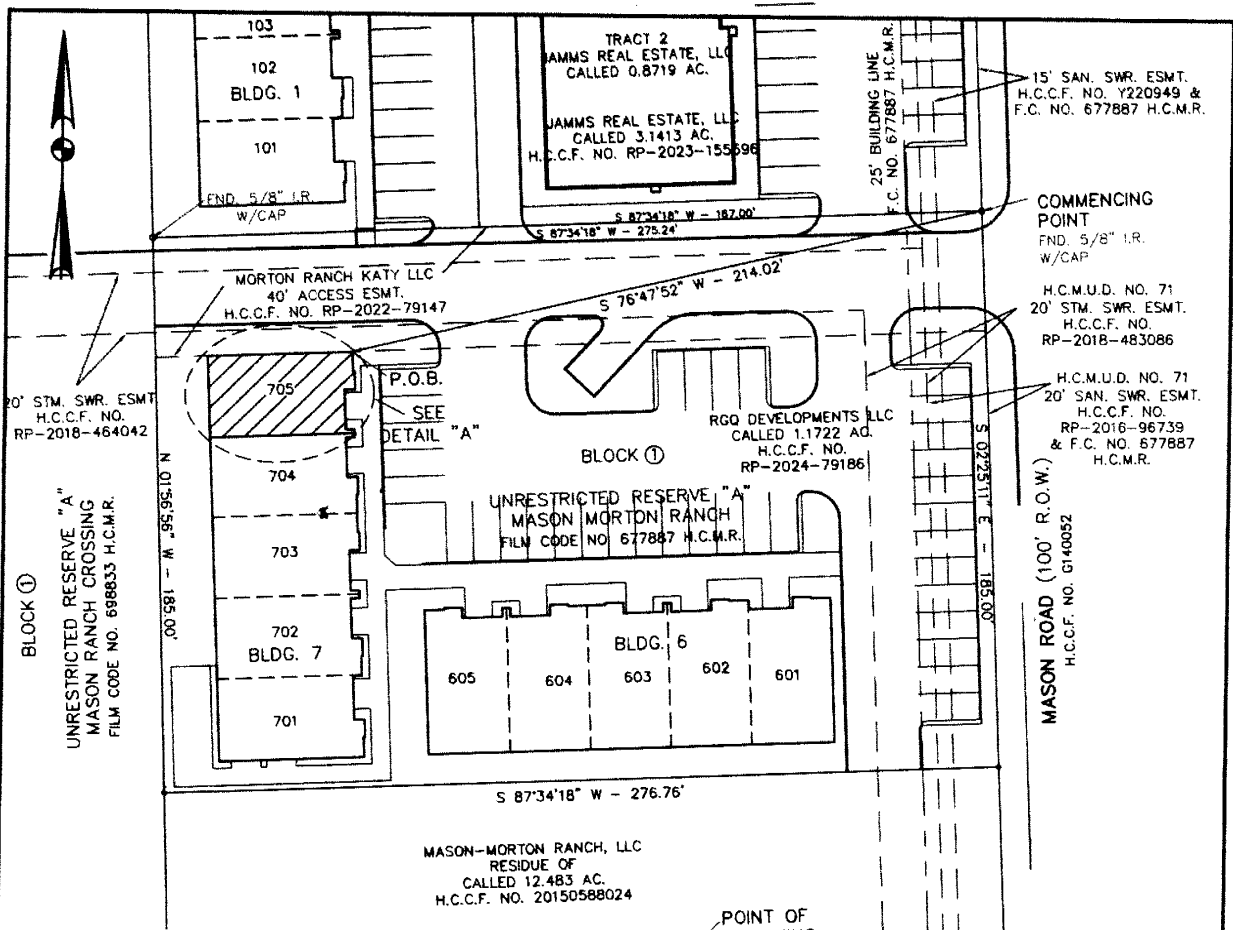 103
102
BLDG. 1
101
FND. 5/8" I.R.
W/CAP
TRACT 2
JAMMS REAL ESTATE, LLC
CALLED 0.8719 AC.
JAMMS REAL ESTATE, LLC
CALLED 3.1413 AC.
H.C.C.F. NO. RP-2023-155696
25' BUILDING LINE
F.C. NO. 677887 H.C.M.R.
15' SAN. SWR. ESMT.
H.C.C.F. NO. Y220949 &
F.C. NO. 677887 H.C.M.R.
COMMENCING
POINT
FND. 5/8" I.R.
W/CAP
S 87°34'18" W - 187.00'
S 87°34'18" W - 275.24'
S 76°47'52" W - 214.02'
MORTON RANCH KATY LLC
40' ACCESS ESMT.
H.C.C.F. NO. RP-2022-79147
H.C.M.U.D. NO. 71
20' STM. SWR. ESMT.
H.C.C.F. NO.
RP-2018-483086
H.C.M.U.D. NO. 71
20' SAN. SWR. ESMT.
H.C.C.F. NO.
RP-2016-96739
& F.C. NO. 677887
H.C.M.R.
20' STM. SWR. ESMT
H.C.C.F. NO.
RP-2018-464042
705
P.O.B.
SEE
DETAIL "A"
RGQ DEVELOPMENTS LLC
CALLED 1.1722 AC.
H.C.C.F. NO.
RP-2024-79186
BLOCK ①
UNRESTRICTED RESERVE "A"
MASON MORTON RANCH
FILM CODE NO. 677887 H.C.M.R.
704
703
702
BLDG. 7
701
N 01°56'56" W - 185.00'
BLOCK ①
UNRESTRICTED RESERVE "A"
MASON RANCH CROSSING
FILM CODE NO. 698833 H.C.M.R.
BLDG. 6
605
604
603
602
601
S 02°25'11" E - 185.00'
MASON ROAD (100' R.O.W.)
H.C.C.F. NO. G140052
S 87°34'18" W - 276.76'
MASON-MORTON RANCH, LLC
RESIDUE OF
CALLED 12.483 AC.
H.C.C.F. NO. 20150588024
POINT OF